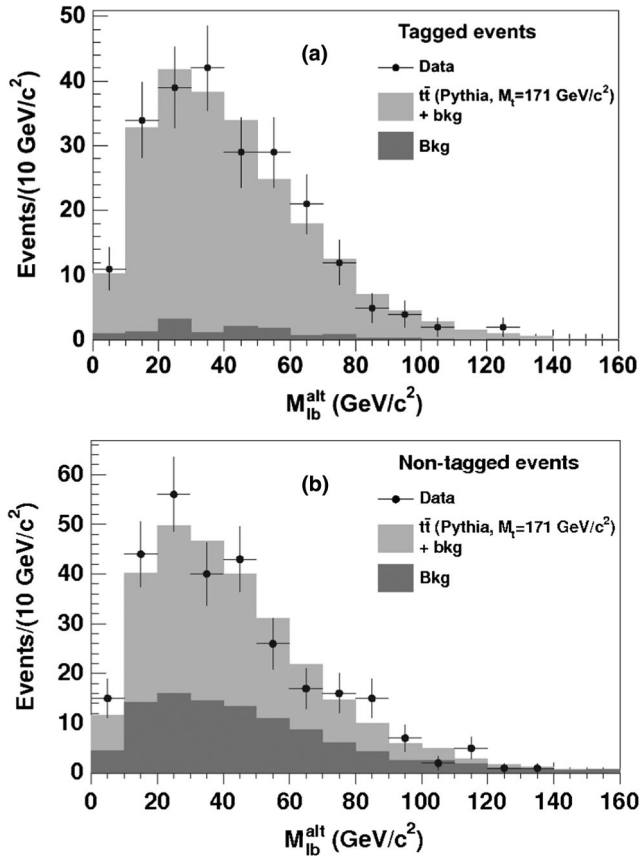 50
40
30
20
10
0
Events/(10 GeV/c²)
(a)
Tagged events
Data
tt̄ (Pythia, Mₜ=171 GeV/c²)
+ bkg
Bkg
0 20 40 60 80 100 120 140 160
M_lb^alt (GeV/c²)
60
50
40
30
20
10
0
Events/(10 GeV/c²)
(b)
Non-tagged events
Data
tt̄ (Pythia, Mₜ=171 GeV/c²)
+ bkg
Bkg
0 20 40 60 80 100 120 140 160
M_lb^alt (GeV/c²)